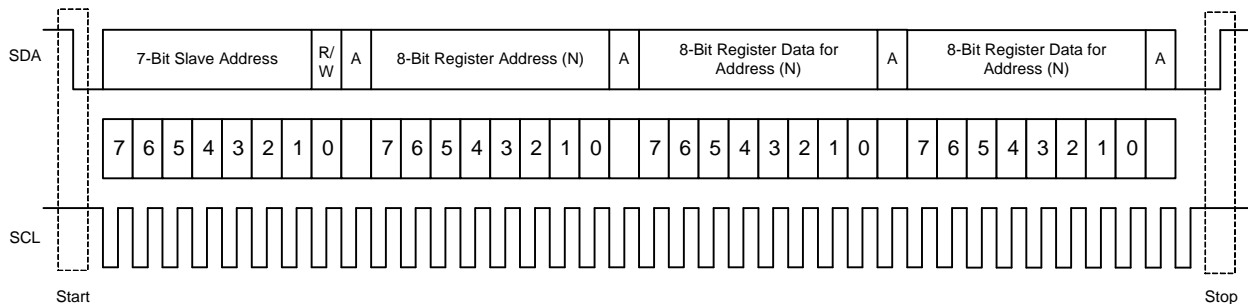 SDA
7-Bit Slave Address
R/
W
A
8-Bit Register Address (N)
A
8-Bit Register Data for
Address (N)
A
8-Bit Register Data for
Address (N)
A
7 6 5 4 3 2 1 0 7 6 5 4 3 2 1 0 7 6 5 4 3 2 1 0 7 6 5 4 3 2 1 0
SCL
Start
Stop